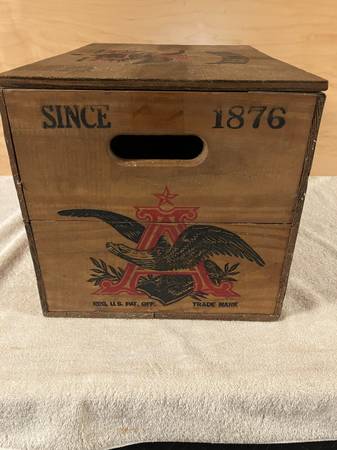 SINCE 1876
A
REG. U.S. PAT. OFF. TRADE MARK